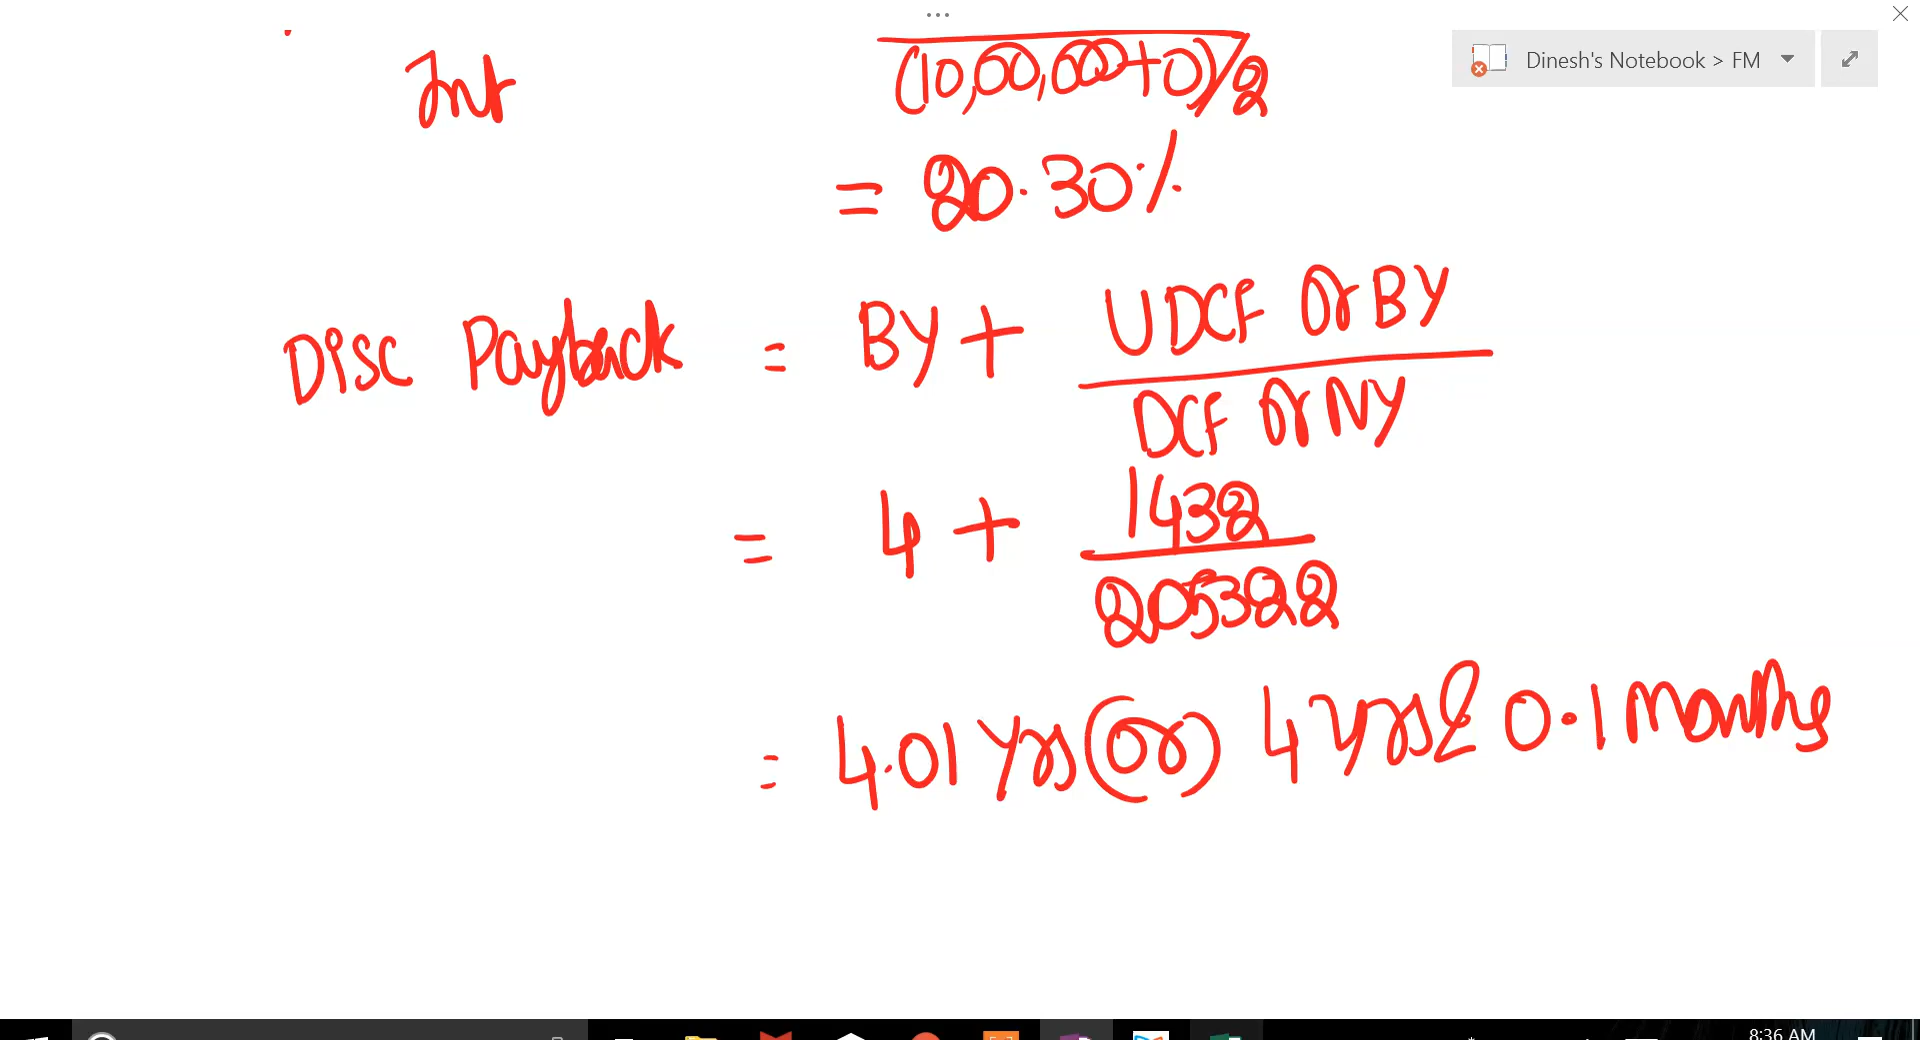 Dinesh's Notebook > FM
Int (10,00,000+0)/2
= 20.30%
Disc Payback = BY + UDCF Of BY / DCF Of NY
= 4 + 1438 / 205322
= 4.01 Yrs (Or) 4 Yrs & 0.1 Months
8:36 AM